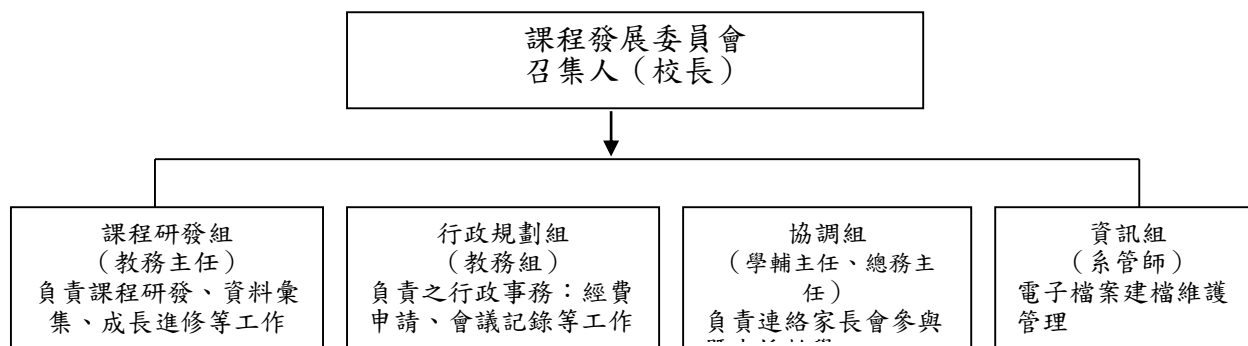 課程發展委員會
召集人（校長）
課程研發組
（教務主任）
負責課程研發、資料彙
集、成長進修等工作
行政規劃組
（教務組）
負責之行政事務：經費
申請、會議記錄等工作
協調組
（學輔主任、總務主
任）
負責連絡家長會參與
資訊組
（系管師）
電子檔案建檔維護
管理